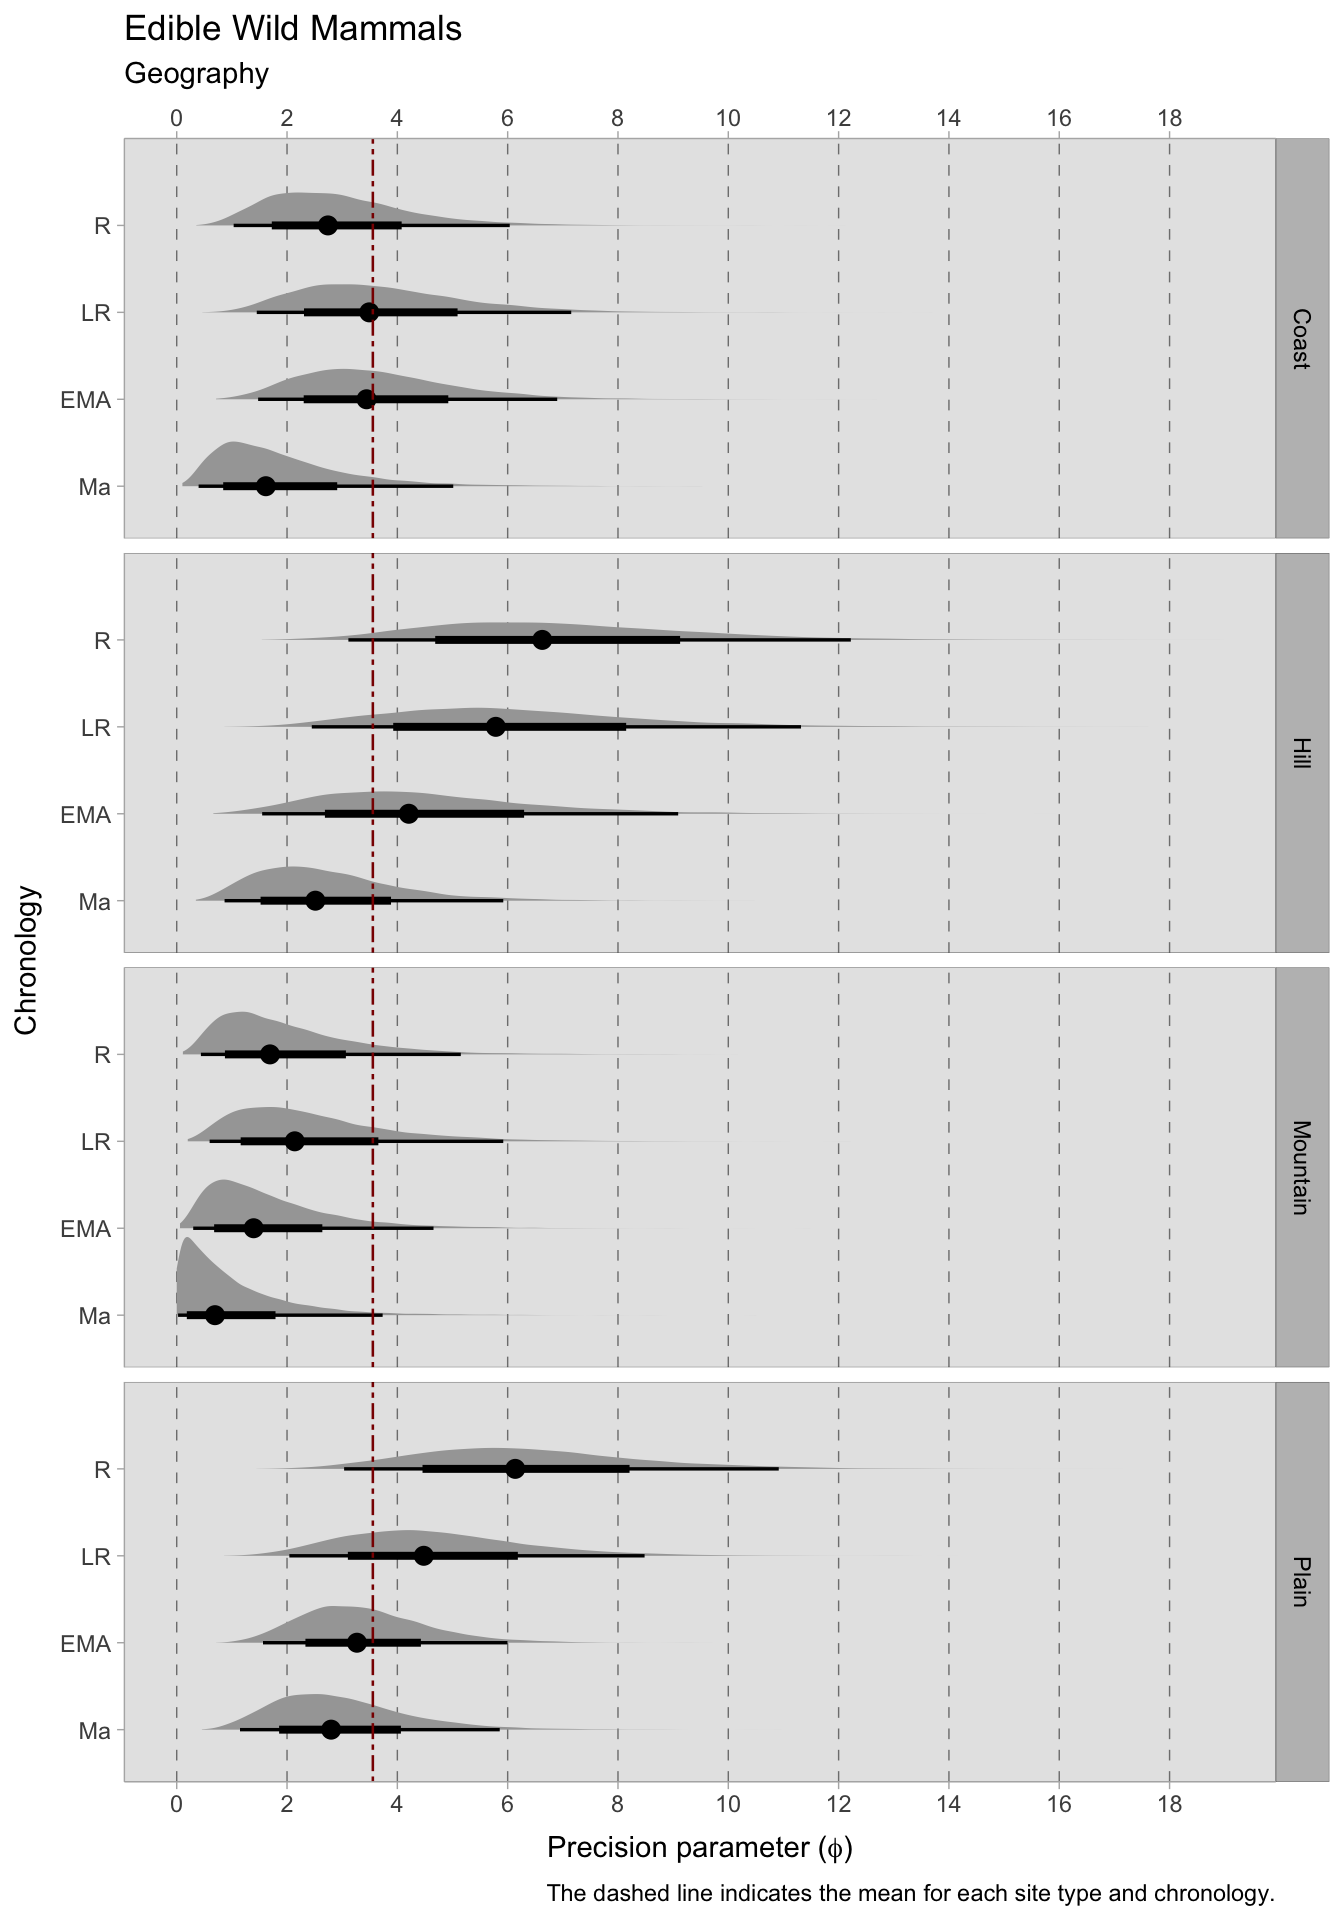 Edible Wild Mammals
Geography
0 2 4 6 8 10 12 14 16 18
R
LR
EMA
Ma
Coast
R
LR
EMA
Ma
Hill
Chronology
R
LR
EMA
Ma
Mountain
R
LR
EMA
Ma
Plain
0 2 4 6 8 10 12 14 16 18
Precision parameter (ϕ)
The dashed line indicates the mean for each site type and chronology.